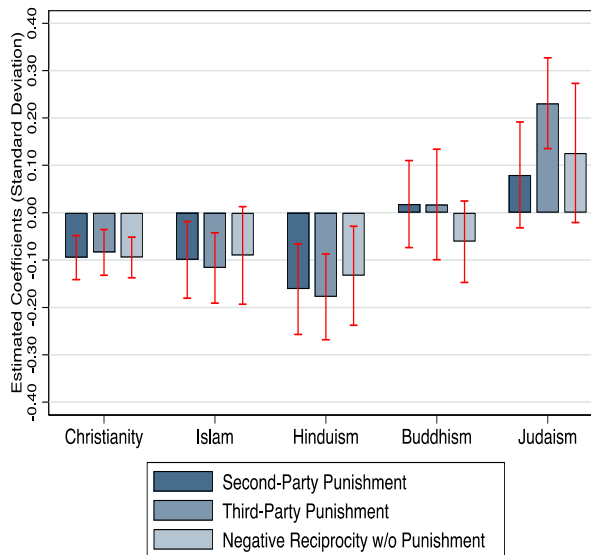 Estimated Coefficients (Standard Deviation)
0.40
0.30
0.20
0.10
0.00
-0.10
-0.20
-0.30
-0.40
Christianity Islam Hinduism Buddhism Judaism
Second-Party Punishment
Third-Party Punishment
Negative Reciprocity w/o Punishment